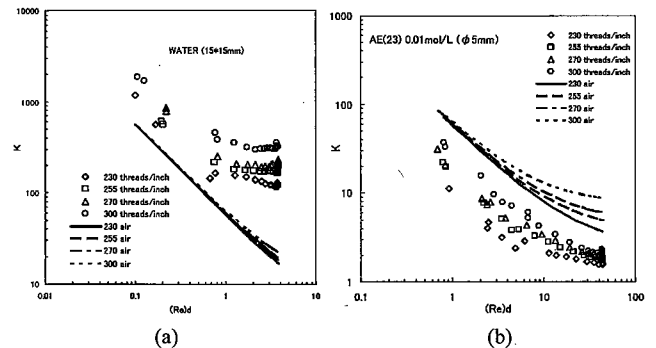 WATER (15*15mm)
K
10000
1000
100
10
◇ 230 threads/inch
□ 255 threads/inch
△ 270 threads/inch
○ 300 threads/inch
230 air
255 air
270 air
300 air
0.01
0.1
1
10
(Re)d
(a)
AE(23) 0.01mol/L (φ5mm)
K
1000
100
10
1
◇ 230 threads/inch
□ 255 threads/inch
△ 270 threads/inch
○ 300 threads/inch
230 air
255 air
270 air
300 air
0.1
1
10
100
(Re)d
(b)